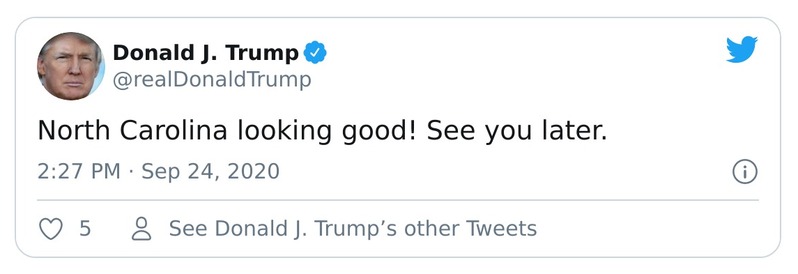 Donald J. Trump
@realDonaldTrump
North Carolina looking good! See you later.
2:27 PM · Sep 24, 2020
5
See Donald J. Trump’s other Tweets